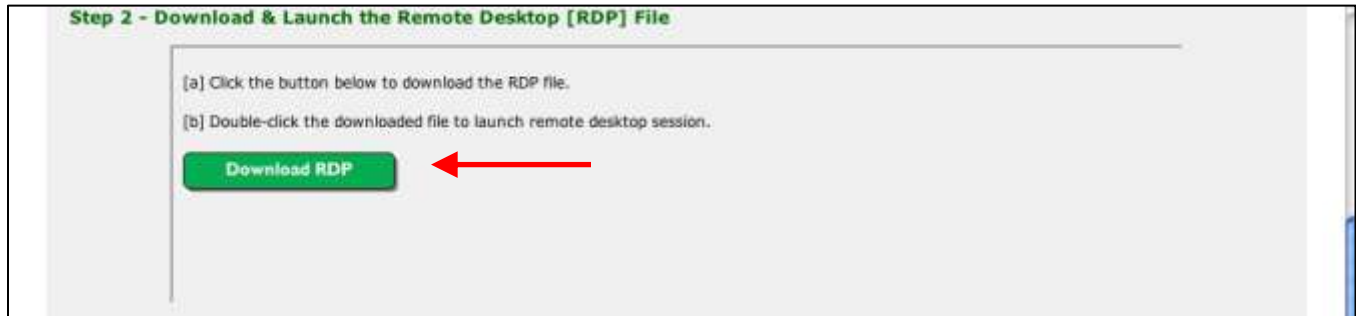 Step 2 - Download & Launch the Remote Desktop [RDP] File
[a] Click the button below to download the RDP file.
[b] Double-click the downloaded file to launch remote desktop session.
Download RDP